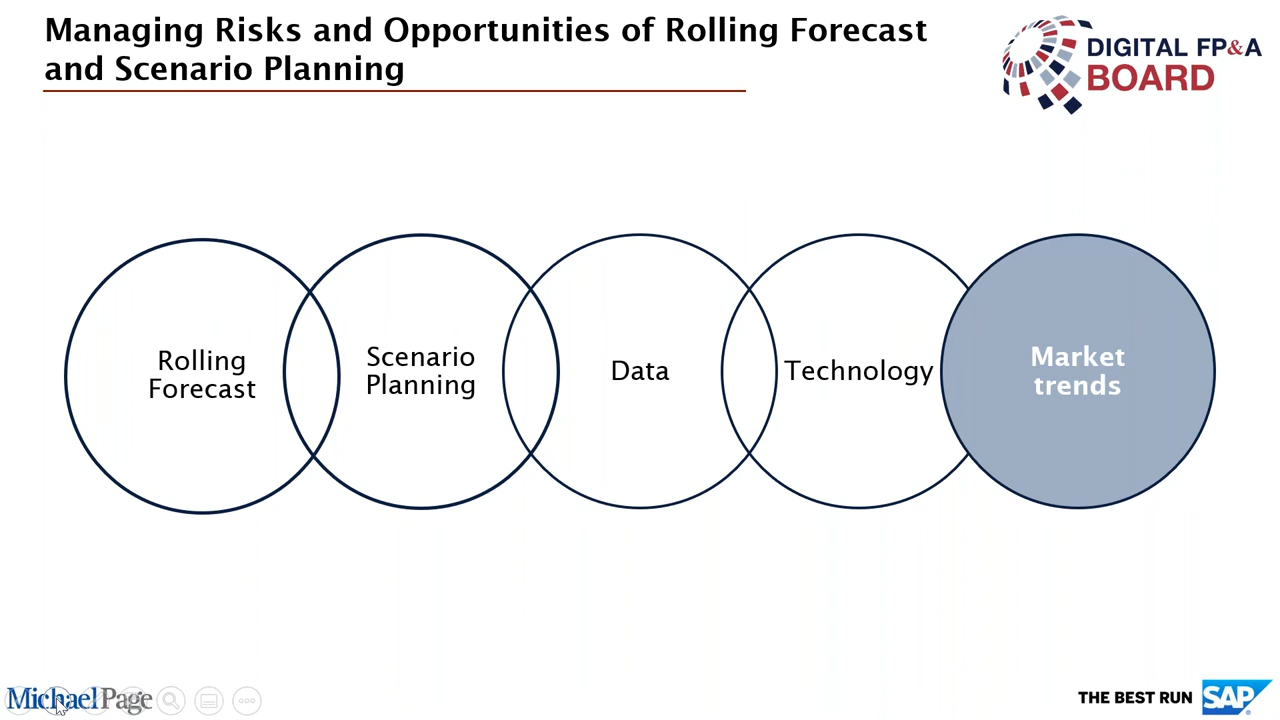 Managing Risks and Opportunities of Rolling Forecast
and Scenario Planning
DIGITAL FP&A
BOARD
Rolling
Forecast
Scenario
Planning
Data
Technology
Market
trends
MichaelPage
THE BEST RUN SAP